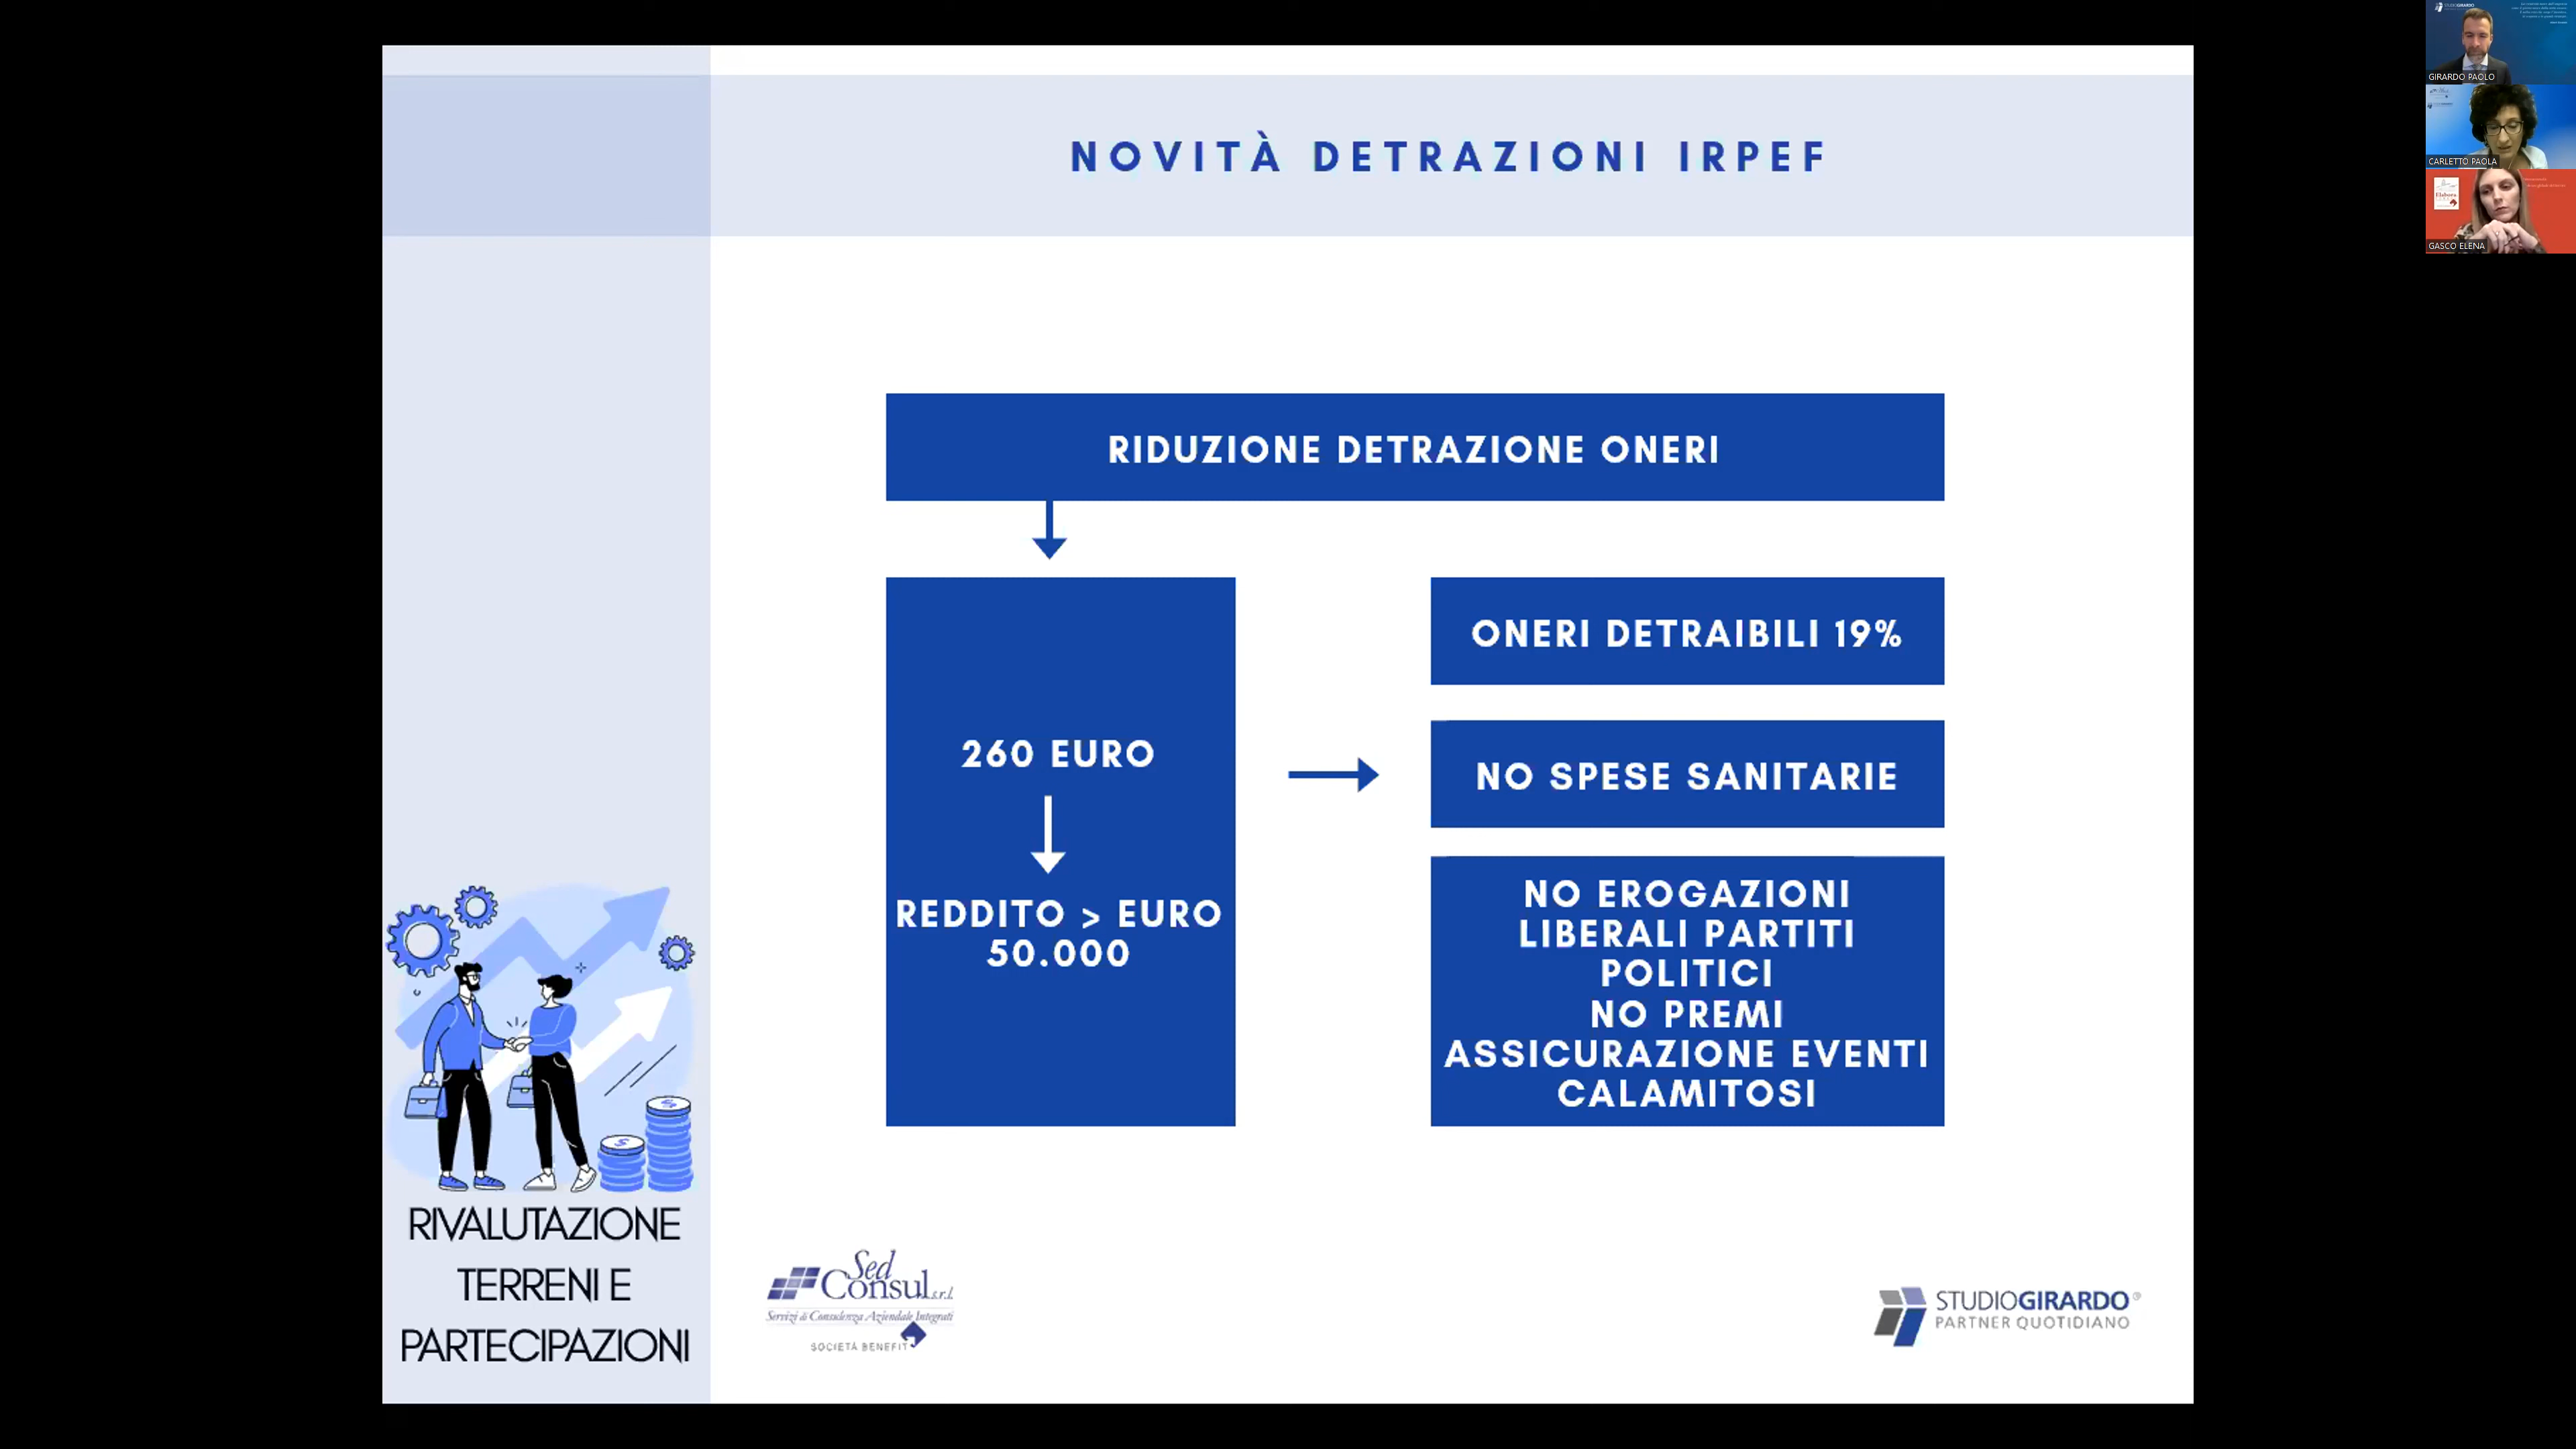 NOVITÀ DETRAZIONI IRPEF
RIDUZIONE DETRAZIONE ONERI
260 EURO
REDDITO > EURO
50.000
ONERI DETRAIBILI 19%
NO SPESE SANITARIE
NO EROGAZIONI
LIBERALI PARTITI
POLITICI
NO PREMI
ASSICURAZIONE EVENTI
CALAMITOSI
RIVALUTAZIONE
TERRENI E
PARTECIPAZIONI
Sed
Consul s.r.l.
Servizi di Consulenza Aziendale Integrati
SOCIETÀ BENEFIT
STUDIOGIRARDO®
PARTNER QUOTIDIANO
STUDIOGIRARDO
GIRARDO PAOLO
CARLETTO PAOLA
Elabora
GASCO ELENA